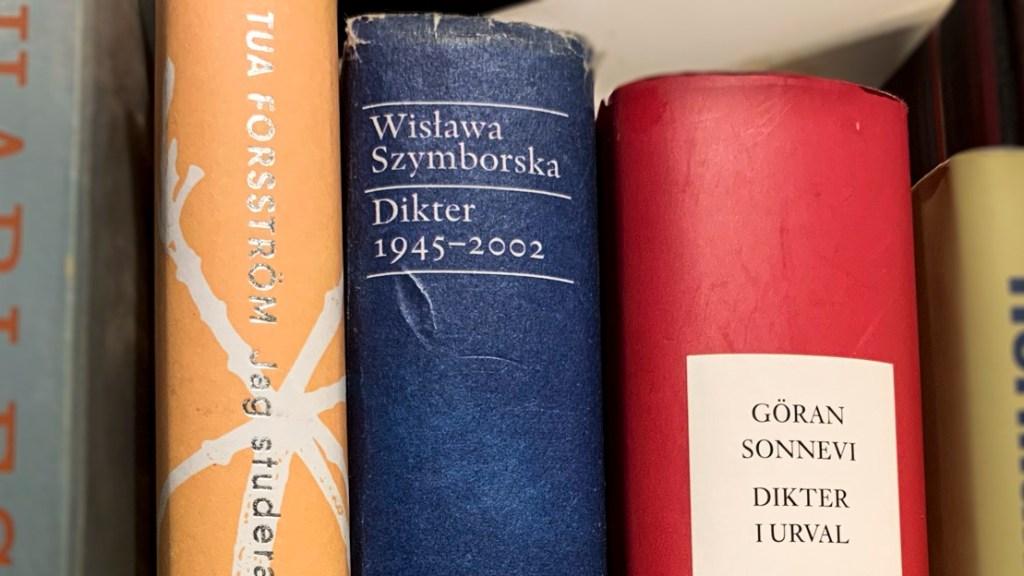 TUA FORSSTRÖM Jag studera
Wisława
Szymborska
Dikter
1945–2002
GÖRAN
SONNEVI
DIKTER
I URVAL